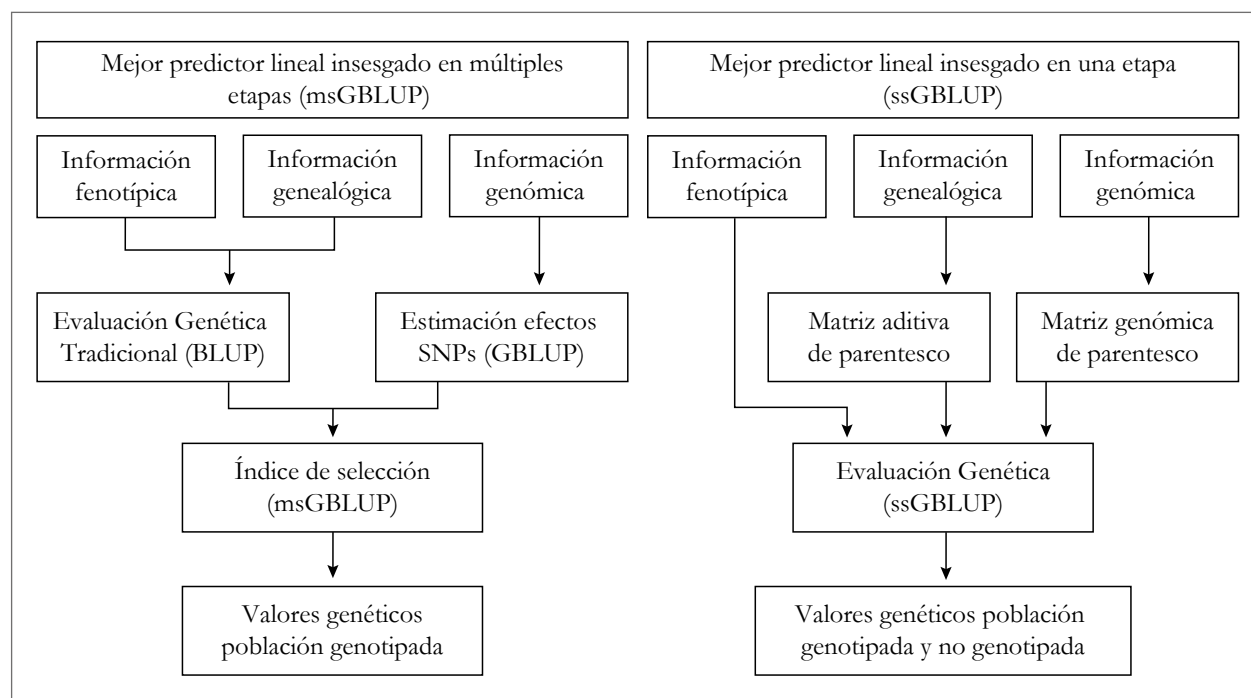 Mejor predictor lineal insesgado en múltiples
etapas (msGBLUP)
Información
fenotípica
Información
genealógica
Información
genómica
Evaluación Genética
Tradicional (BLUP)
Estimación efectos
SNPs (GBLUP)
Índice de selección
(msGBLUP)
Valores genéticos
población genotipada
Mejor predictor lineal insesgado en una etapa
(ssGBLUP)
Información
fenotípica
Información
genealógica
Información
genómica
Matriz aditiva
de parentesco
Matriz genómica
de parentesco
Evaluación Genética
(ssGBLUP)
Valores genéticos población
genotipada y no genotipada